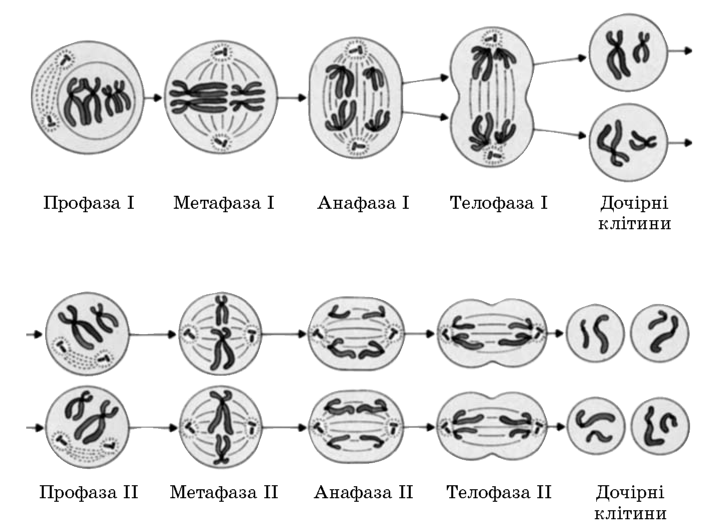 Профаза I Метафаза I Анафаза I Телофаза I Дочірні
клітини
Профаза II Метафаза II Анафаза II Телофаза II Дочірні
клітини